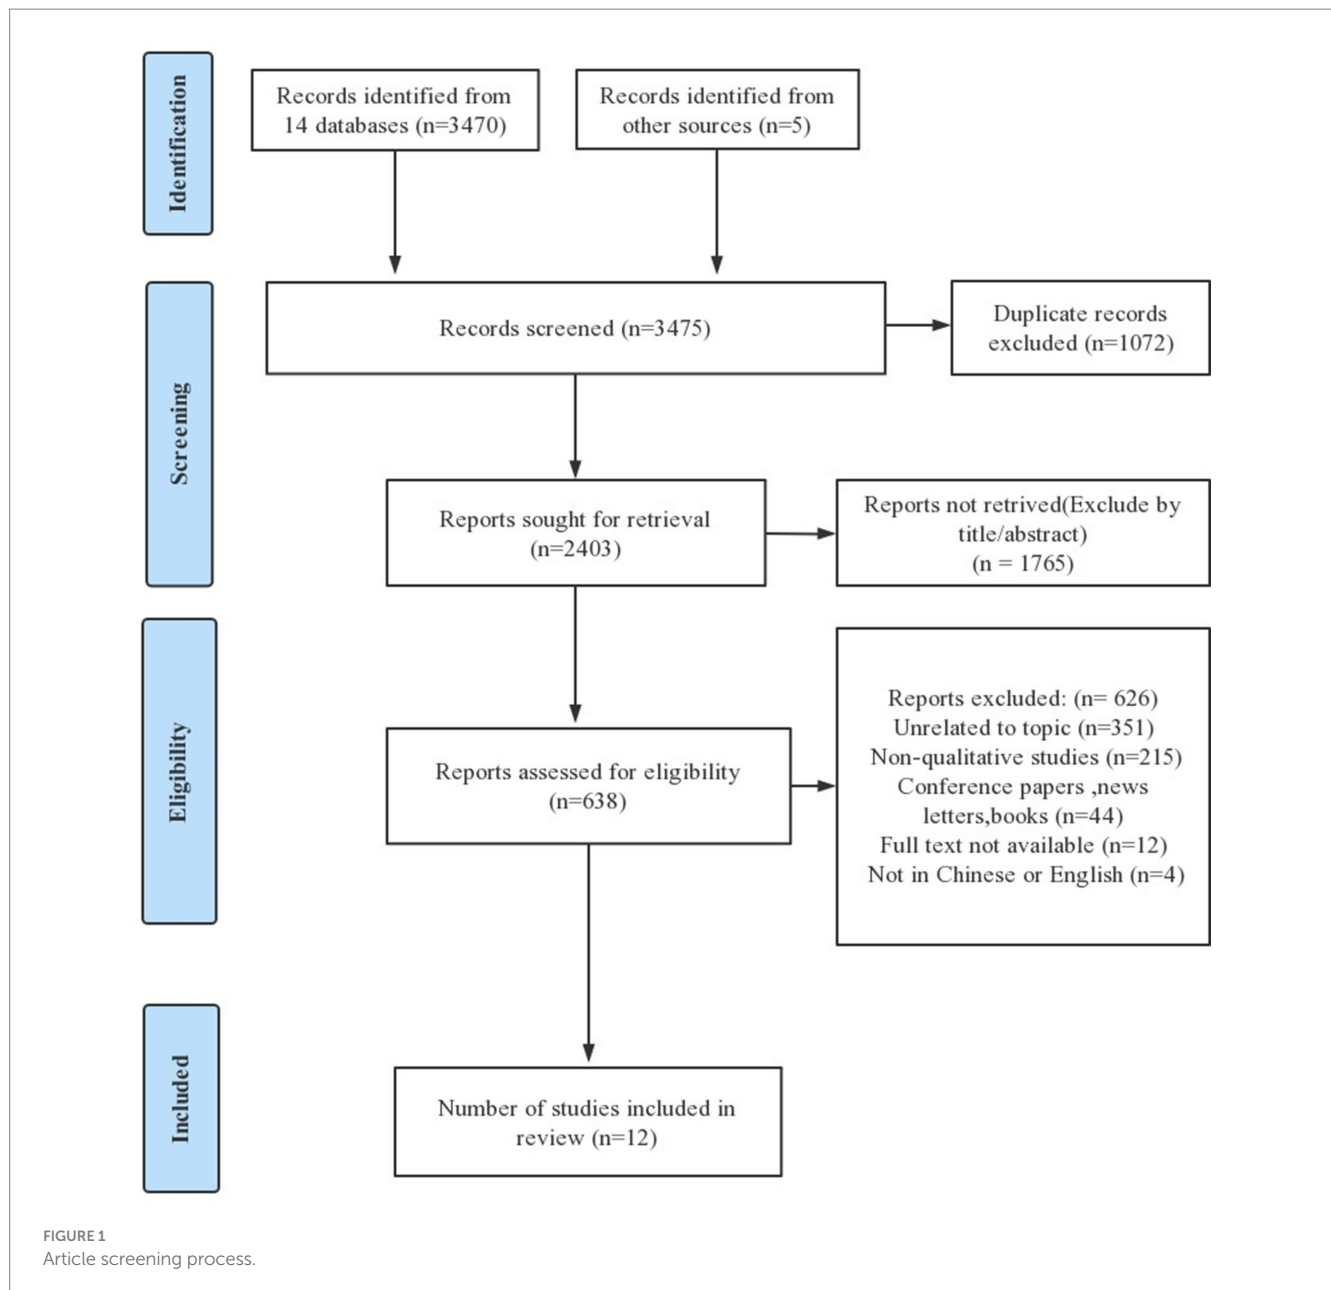 Identification
Records identified from
14 databases (n=3470)
Records identified from
other sources (n=5)
Screening
Records screened (n=3475)
Duplicate records
excluded (n=1072)
Reports sought for retrieval
(n=2403)
Reports not retrived(Exclude by
title/abstract)
(n = 1765)
Eligibility
Reports assessed for eligibility
(n=638)
Reports excluded: (n= 626)
Unrelated to topic (n=351)
Non-qualitative studies (n=215)
Conference papers ,news
letters,books (n=44)
Full text not available (n=12)
Not in Chinese or English (n=4)
Included
Number of studies included in
review (n=12)
FIGURE 1
Article screening process.